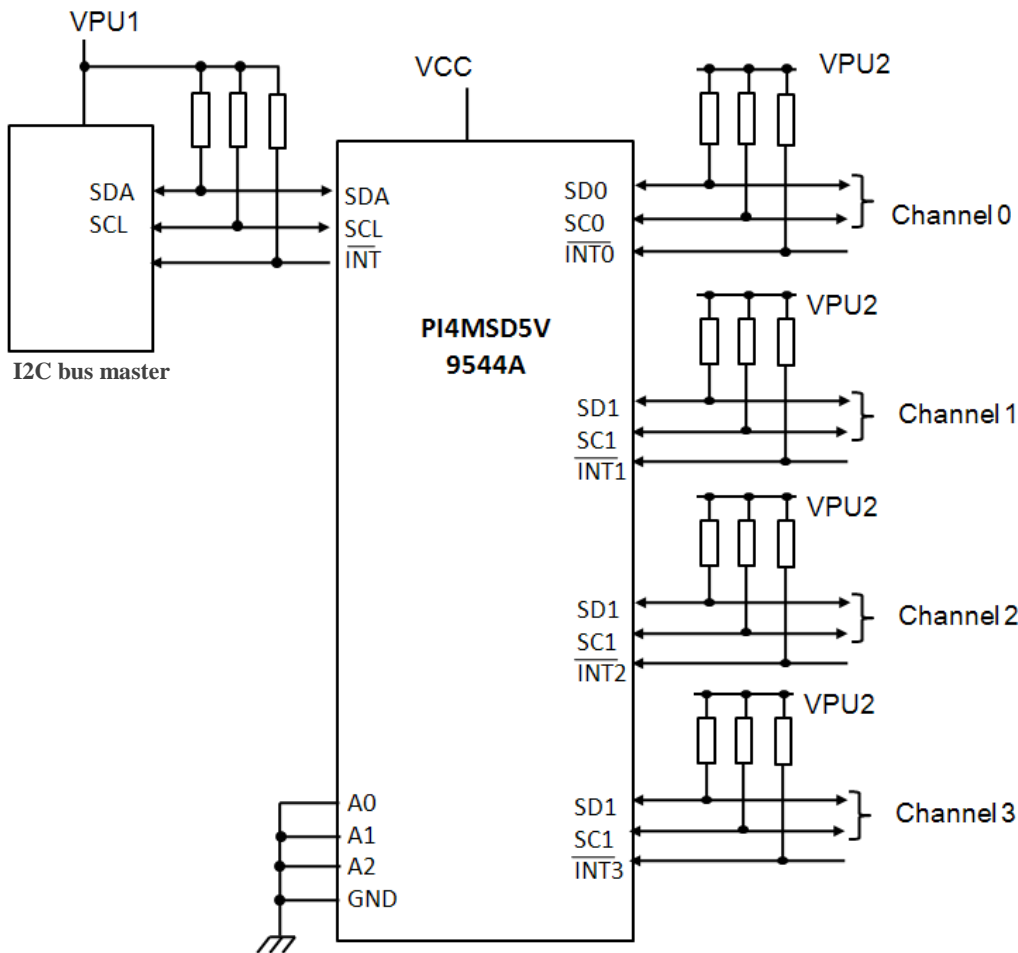 VPU1
VCC
VPU2
SDA
SCL
I2C bus master
SDA
SCL
INT
PI4MSD5V
9544A
SD0
SC0
INT0
Channel 0
VPU2
SD1
SC1
INT1
Channel 1
VPU2
SD1
SC1
INT2
Channel 2
VPU2
SD1
SC1
INT3
Channel 3
A0
A1
A2
GND